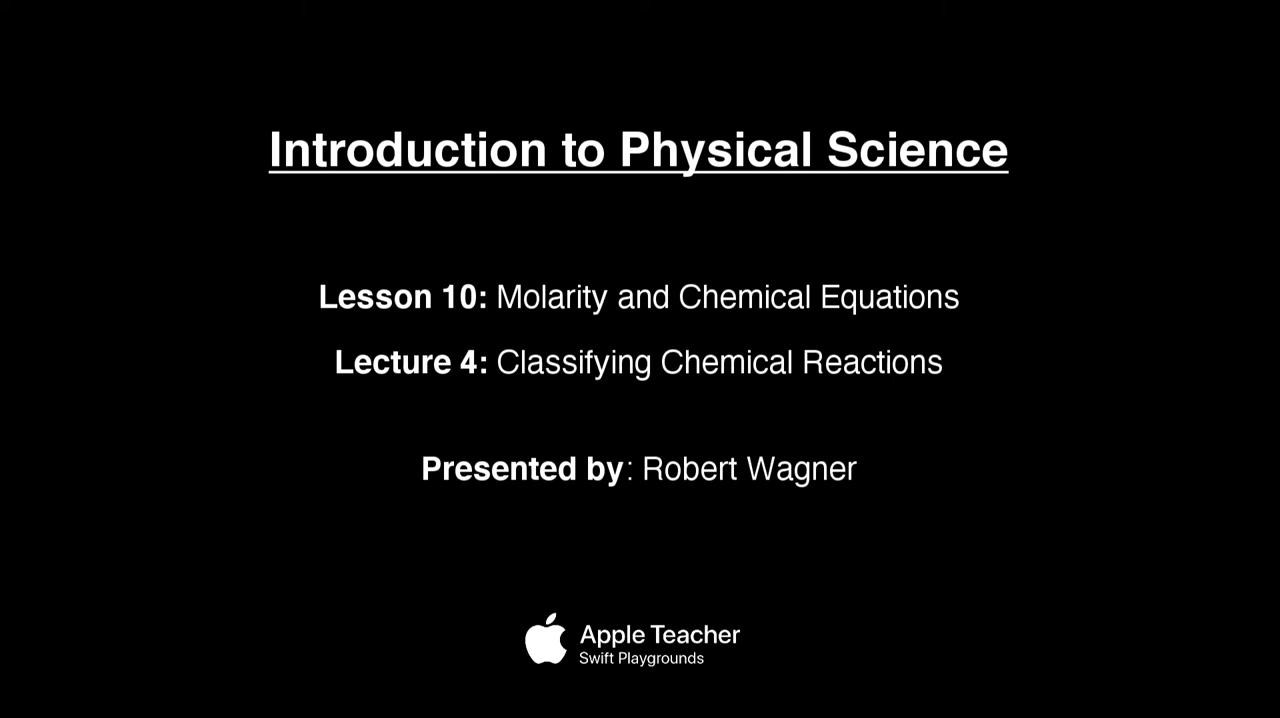 Introduction to Physical Science
Lesson 10: Molarity and Chemical Equations
Lecture 4: Classifying Chemical Reactions
Presented by: Robert Wagner
Apple Teacher
Swift Playgrounds